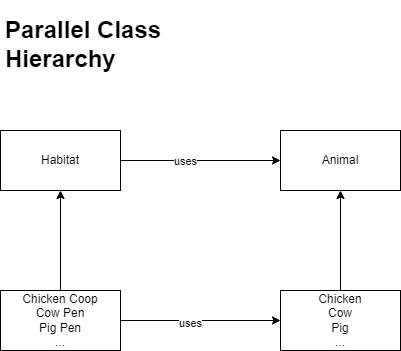 Parallel Class
Hierarchy
Habitat
uses
Animal
Chicken Coop
Cow Pen
Pig Pen
...
uses
Chicken
Cow
Pig
...